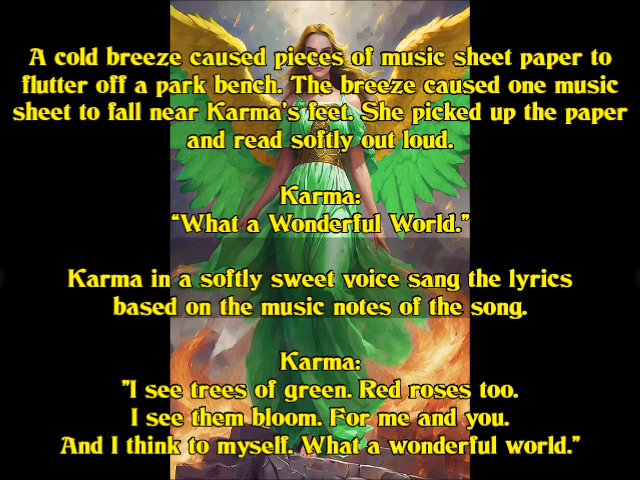 A cold breeze caused pieces of music sheet paper to
flutter off a park bench. The breeze caused one music
sheet to fall near Karma's feet. She picked up the paper
and read softly out loud.
Karma:
“What a Wonderful World.”
Karma in a softly sweet voice sang the lyrics
based on the music notes of the song.
Karma:
"I see trees of green. Red roses too.
I see them bloom. For me and you.
And I think to myself. What a wonderful world."